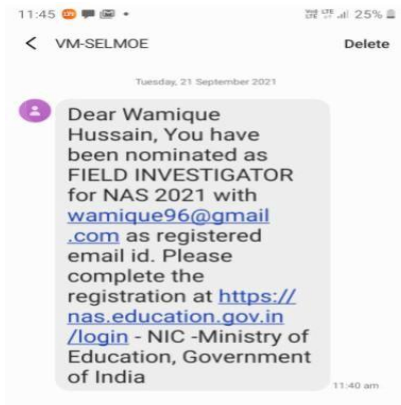 11:45
25%
< VM-SELMOE Delete
Tuesday, 21 September 2021
Dear Wamique
Hussain, You have
been nominated as
FIELD INVESTIGATOR
for NAS 2021 with
wamique96@gmail
.com as registered
email id. Please
complete the
registration at https://
nas.education.gov.in
/login - NIC -Ministry of
Education, Government
of India
11:40 am